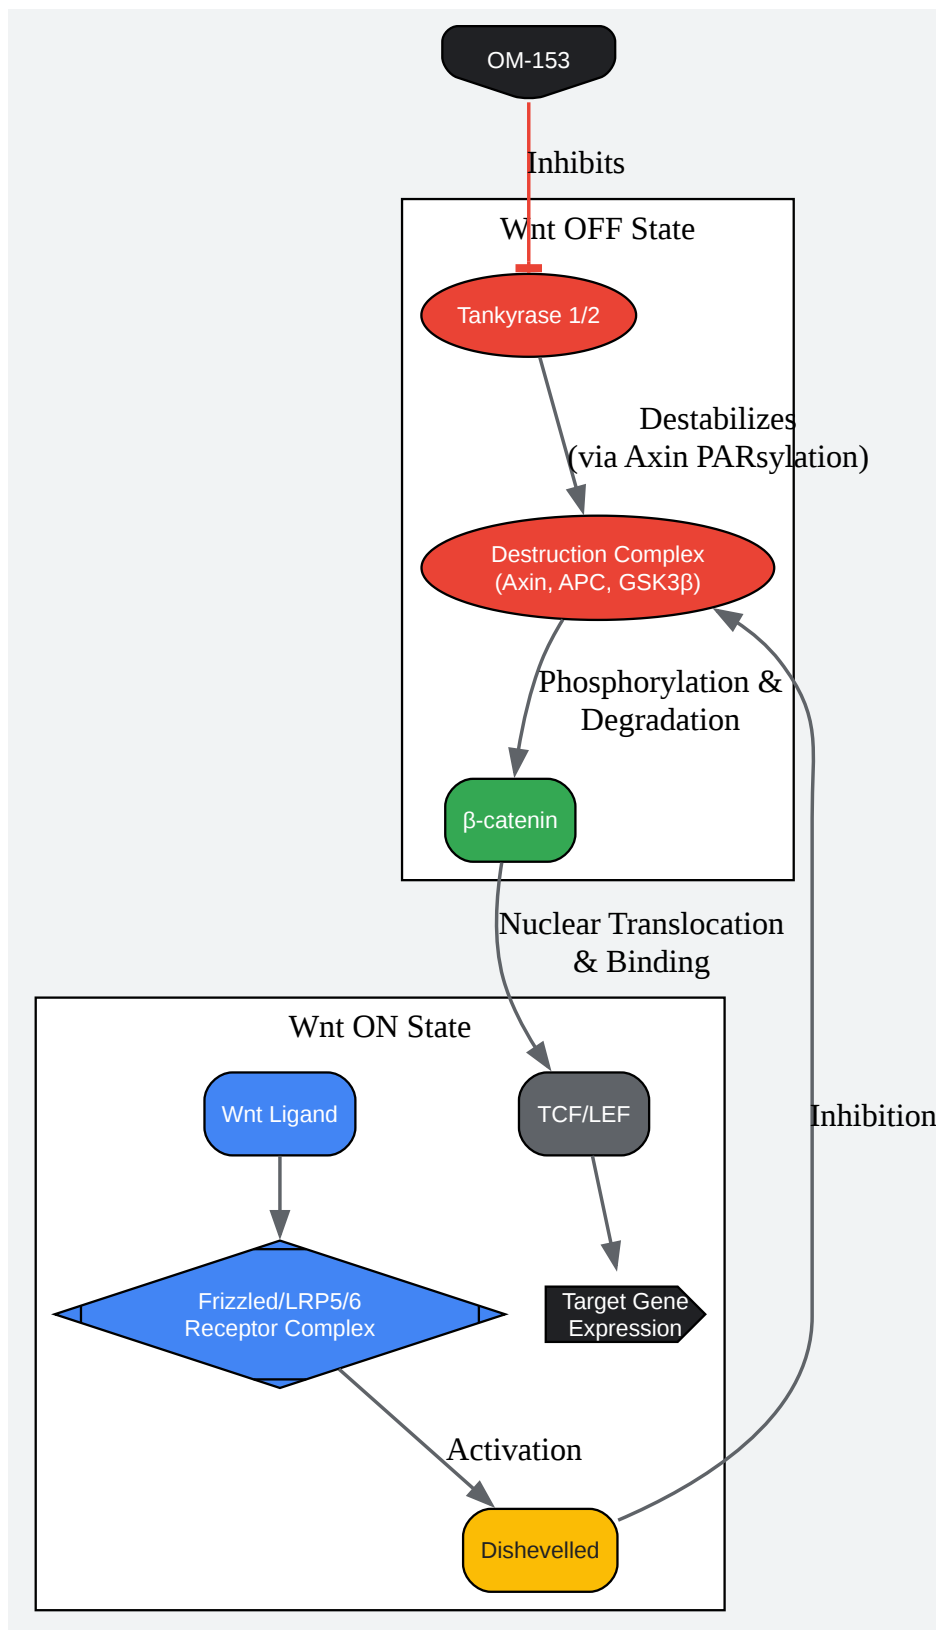 OM-153
Inhibits
Wnt OFF State
Tankyrase 1/2
Destabilizes
(via Axin PARsylation)
Destruction Complex
(Axin, APC, GSK3β)
Phosphorylation &
Degradation
β-catenin
Nuclear Translocation
& Binding
Wnt ON State
Wnt Ligand
TCF/LEF
Inhibition
Frizzled/LRP5/6
Receptor Complex
Target Gene
Expression
Activation
Dishevelled